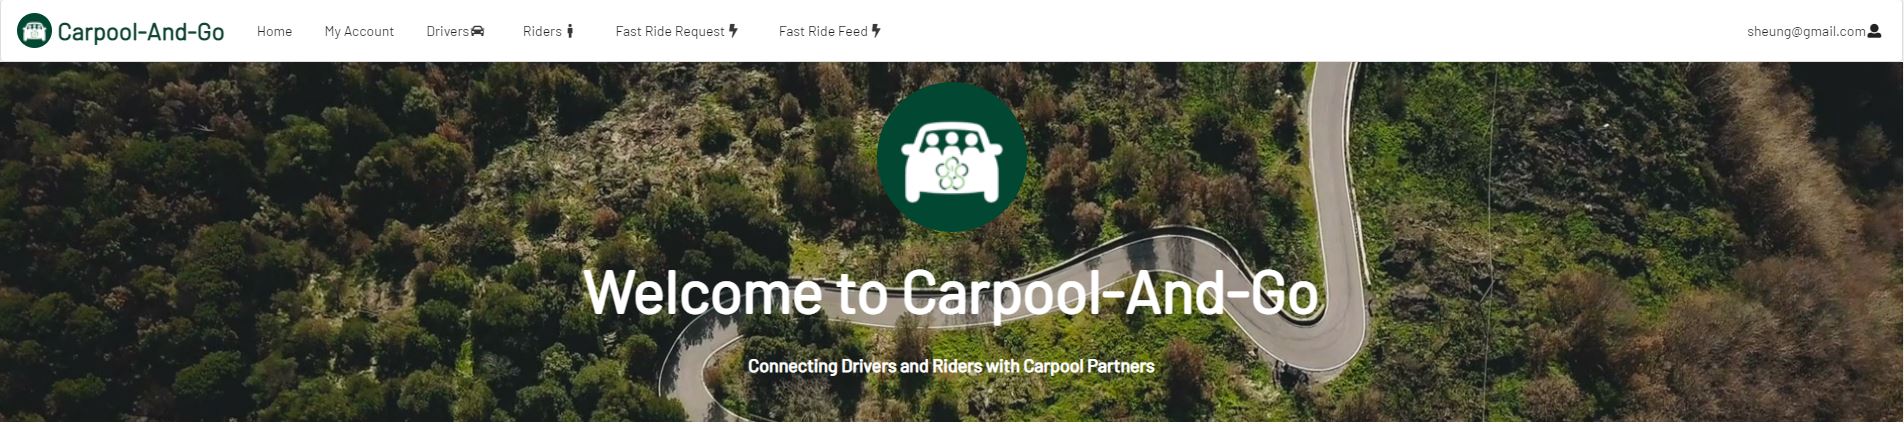 Carpool-And-Go Home My Account Drivers Riders Fast Ride Request Fast Ride Feed sheung@gmail.com
Welcome to Carpool-And-Go
Connecting Drivers and Riders with Carpool Partners